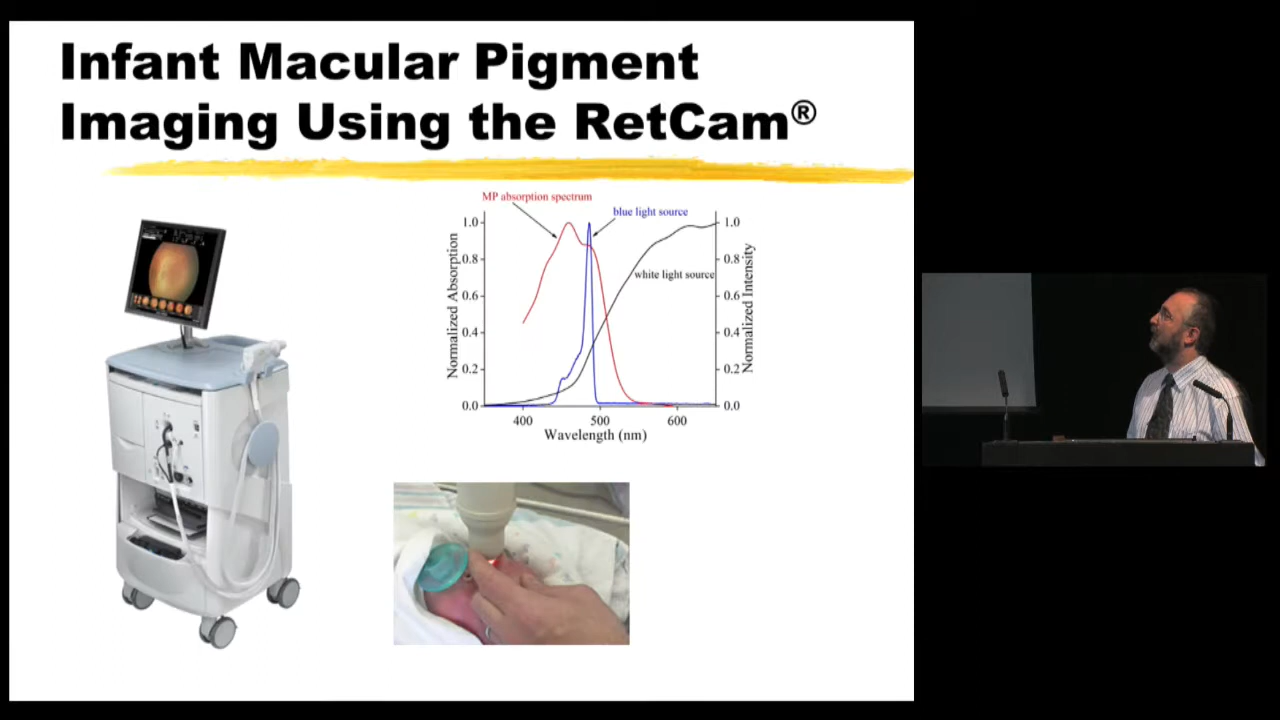 Infant Macular Pigment
Imaging Using the RetCam®
MP absorption spectrum
blue light source
white light source
Normalized Absorption
1.0
0.8
0.6
0.4
0.2
0.0
1.0
0.8
0.6
0.4
0.2
0.0
Normalized Intensity
400 500 600
Wavelength (nm)